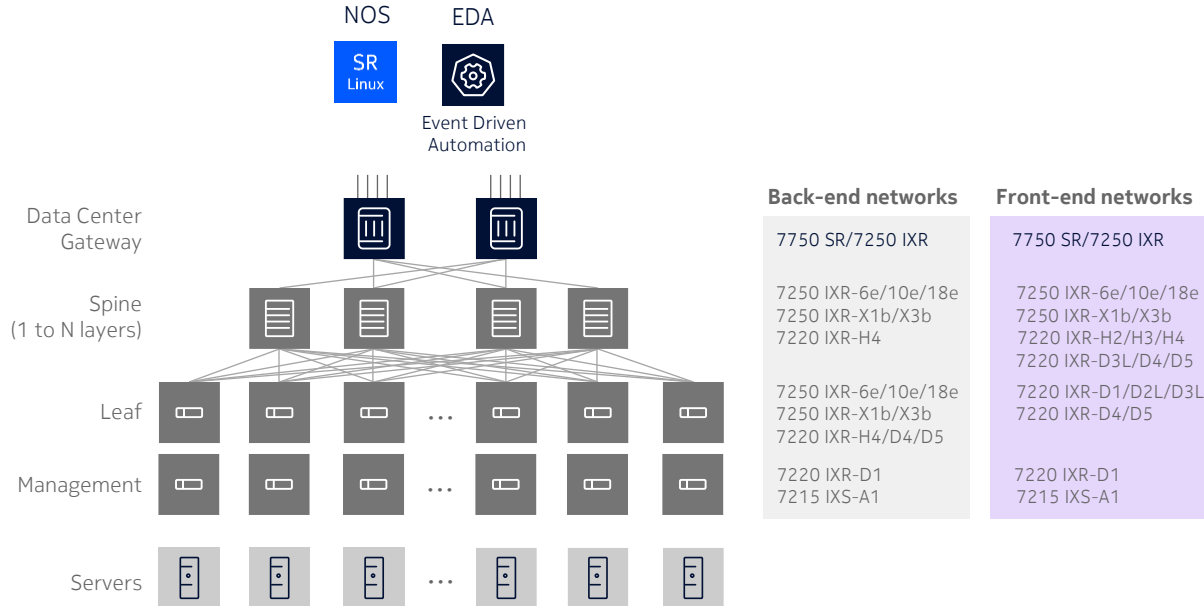 NOS
EDA
SR
Linux
Event Driven
Automation
Data Center
Gateway
Spine
(1 to N layers)
Leaf
...
Management
...
Servers
...
Back-end networks
7750 SR/7250 IXR
7250 IXR-6e/10e/18e
7250 IXR-X1b/X3b
7220 IXR-H4
7250 IXR-6e/10e/18e
7250 IXR-X1b/X3b
7220 IXR-H4/D4/D5
7220 IXR-D1
7215 IXS-A1
Front-end networks
7750 SR/7250 IXR
7250 IXR-6e/10e/18e
7250 IXR-X1b/X3b
7220 IXR-H2/H3/H4
7220 IXR-D3L/D4/D5
7220 IXR-D1/D2L/D3L
7220 IXR-D4/D5
7220 IXR-D1
7215 IXS-A1